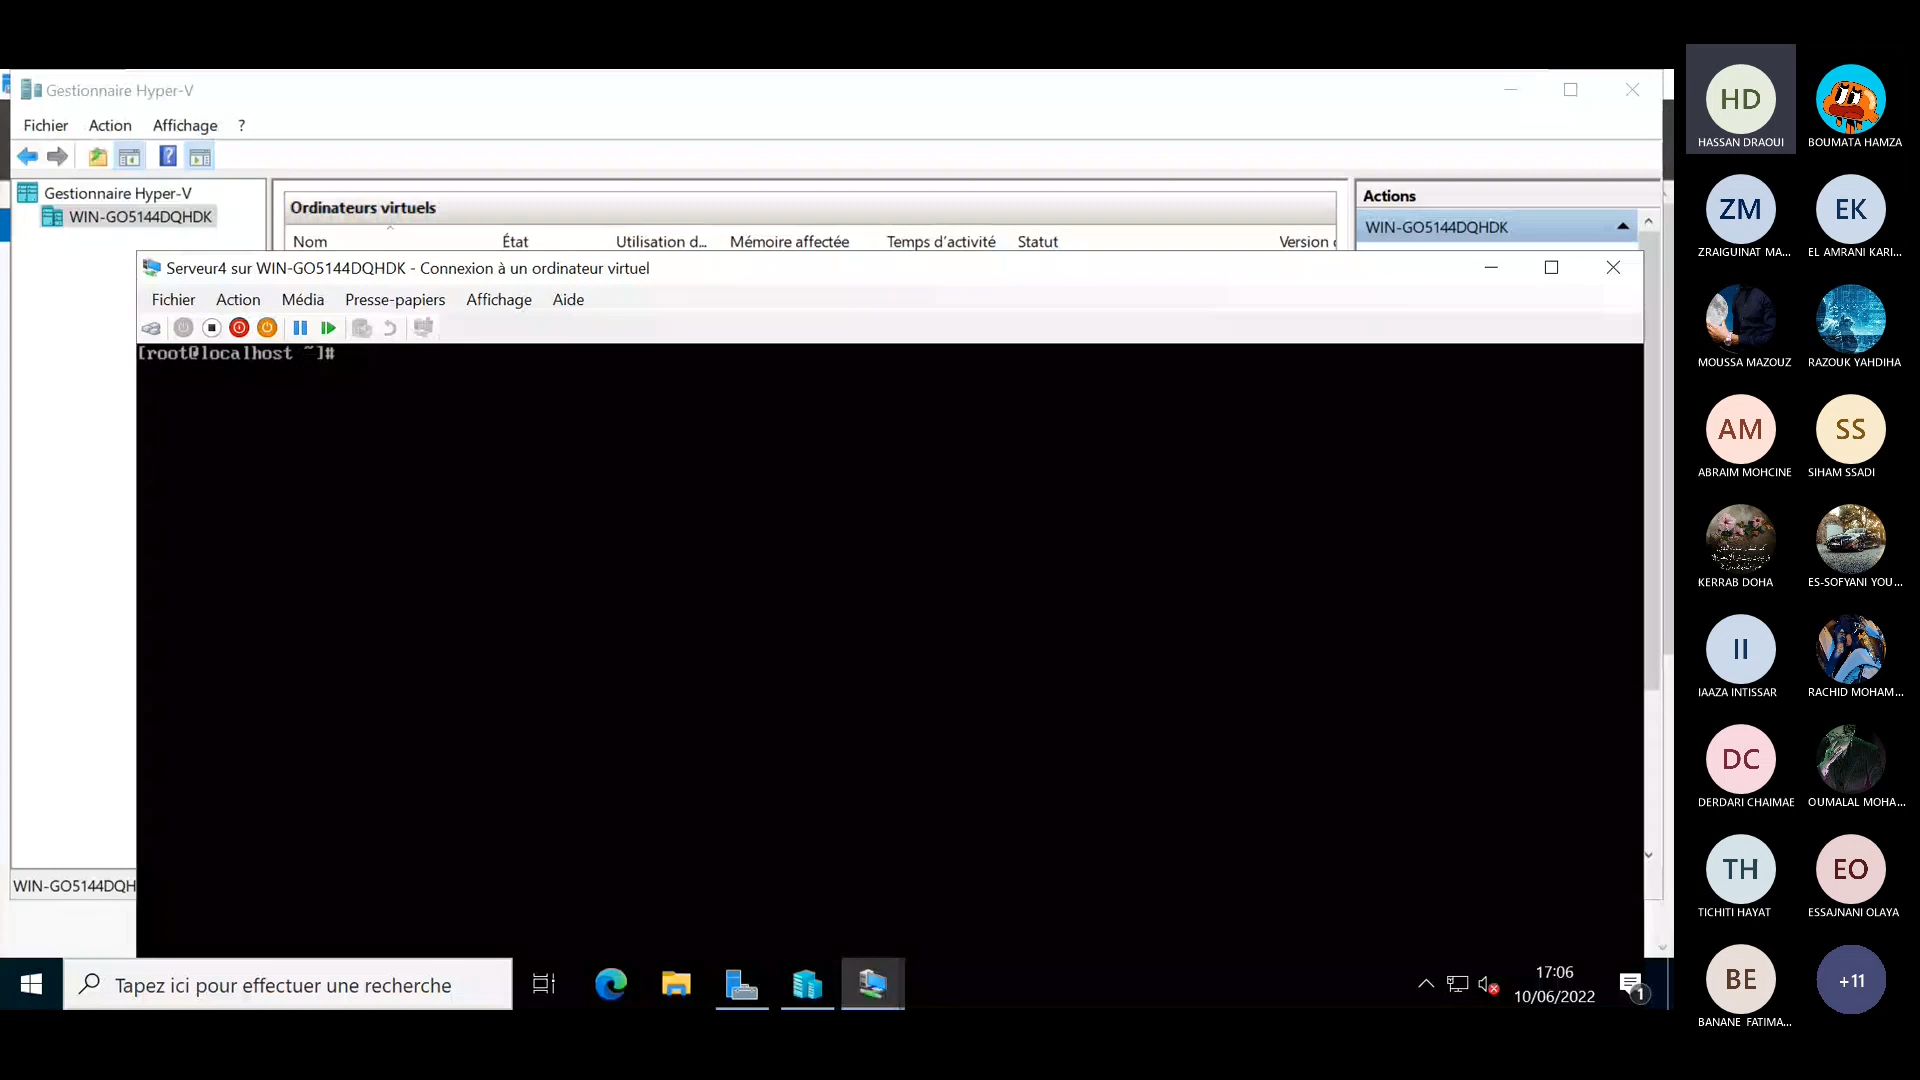 Gestionnaire Hyper-V
Fichier Action Affichage ?
Gestionnaire Hyper-V
WIN-GO5144DQHDK
Ordinateurs virtuels
Nom État Utilisation d... Mémoire affectée Temps d'activité Statut Version
Actions
WIN-GO5144DQHDK
Serveur4 sur WIN-GO5144DQHDK - Connexion à un ordinateur virtuel
Fichier Action Média Presse-papiers Affichage Aide
[root@localhost ~]#
WIN-GO5144DQH
Tapez ici pour effectuer une recherche
17:06
10/06/2022
1
HD
HASSAN DRAOUI
BOUMATA HAMZA
ZM
ZRAIGUINAT MA...
EK
EL AMRANI KARI...
MOUSSA MAZOUZ
RAZOUK YAHDIHA
AM
ABRAIM MOHCINE
SS
SIHAM SSADI
KERRAB DOHA
ES-SOFYANI YOU...
II
IAAZA INTISSAR
RACHID MOHAM...
DC
DERDARI CHAIMAE
OUMALAL MOHA...
TH
TICHITI HAYAT
EO
ESSAJNANI OLAYA
BE
BANANE FATIMA...
+11